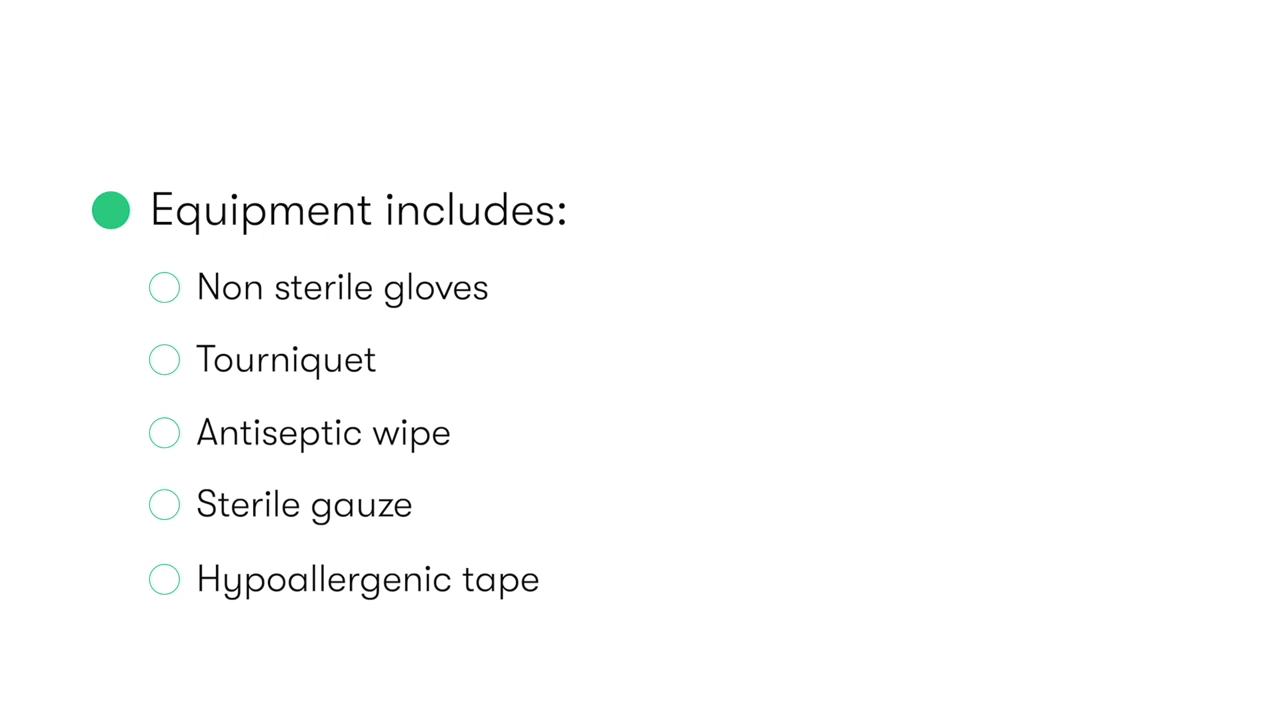 Equipment includes:
Non sterile gloves
Tourniquet
Antiseptic wipe
Sterile gauze
Hypoallergenic tape